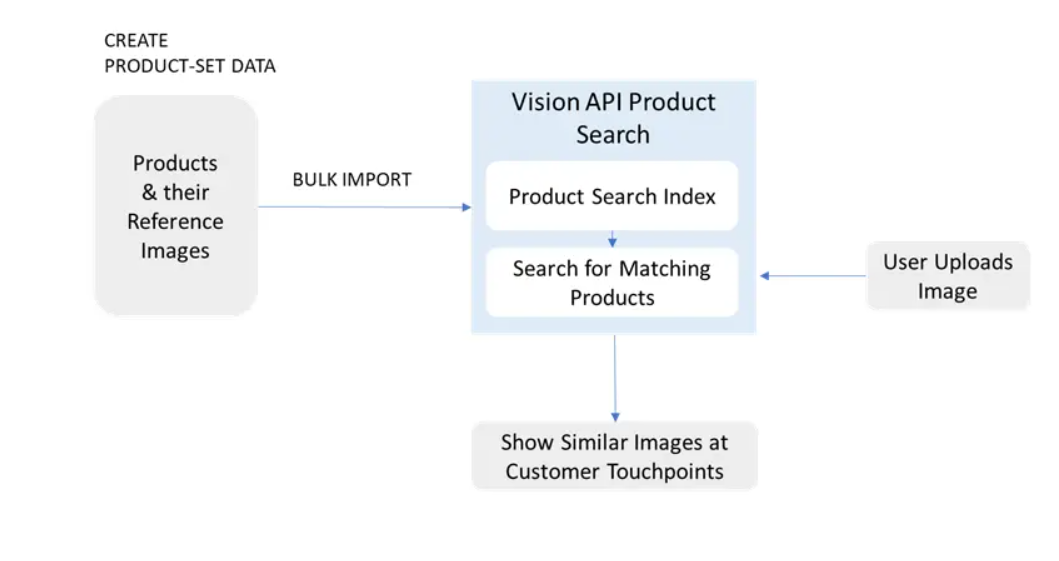 CREATE
PRODUCT-SET DATA
Products
& their
Reference
Images
BULK IMPORT
Vision API Product
Search
Product Search Index
Search for Matching
Products
User Uploads
Image
Show Similar Images at
Customer Touchpoints